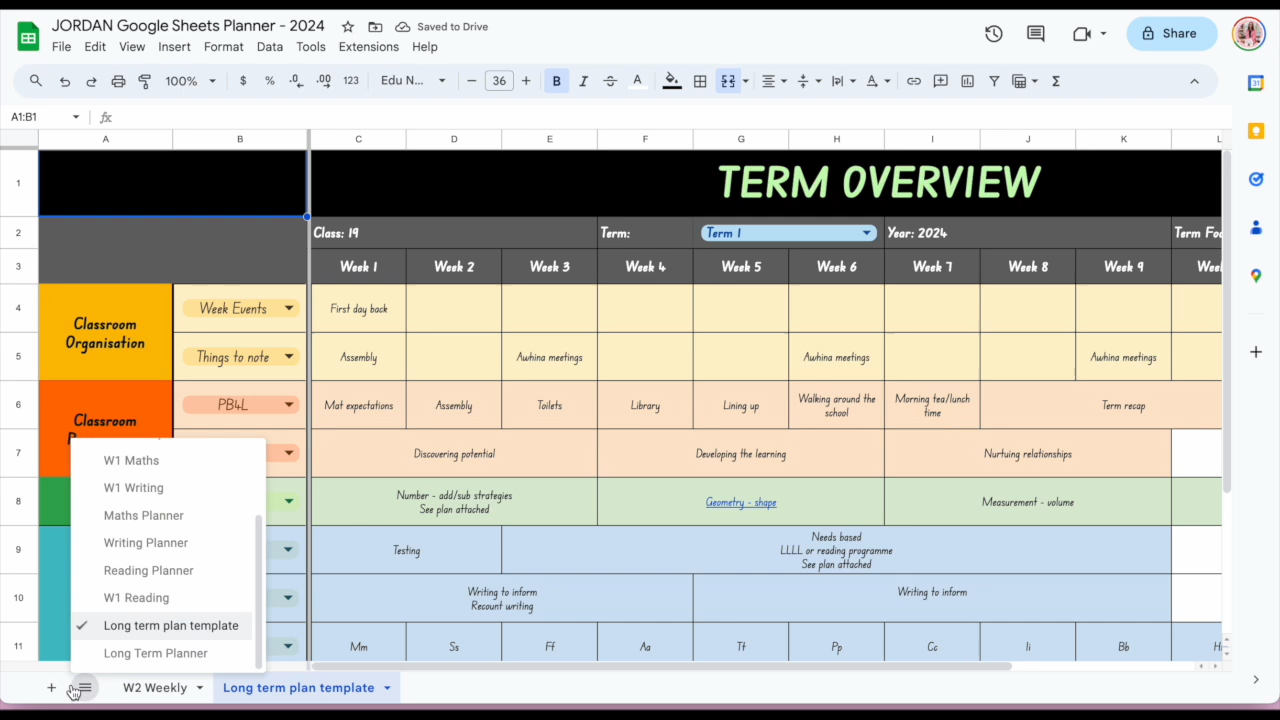 JORDAN Google Sheets Planner - 2024
Saved to Drive
Share
File Edit View Insert Format Data Tools Extensions Help
100% $ % .0 .00 123 Edu N... 36 B I A
A1:B1 fx
A B C D E F G H I J K L
1 TERM OVERVIEW
2 Class: 19 Term: Term 1 Year: 2024
3 Week 1 Week 2 Week 3 Week 4 Week 5 Week 6 Week 7 Week 8 Week 9
4 Week Events First day back
Classroom
Organisation
5 Things to note Assembly Awhina meetings Awhina meetings Awhina meetings
6 PB4L Mat expectations Assembly Toilets Library Lining up Walking around the
school Morning tea/lunch
time Term recap
Classroom
7 Discovering potential Developing the learning Nurtuing relationships
8 Number - add/sub strategies
See plan attached Geometry - shape Measurement - volume
9 Testing Needs based
LLLL or reading programme
See plan attached
10 Writing to inform
Recount writing Writing to inform
11 Mm Ss Ff Aa Tt Pp Cc Ii Bb
W1 Maths
W1 Writing
Maths Planner
Writing Planner
Reading Planner
W1 Reading
Long term plan template
Long Term Planner
W2 Weekly Long term plan template
31